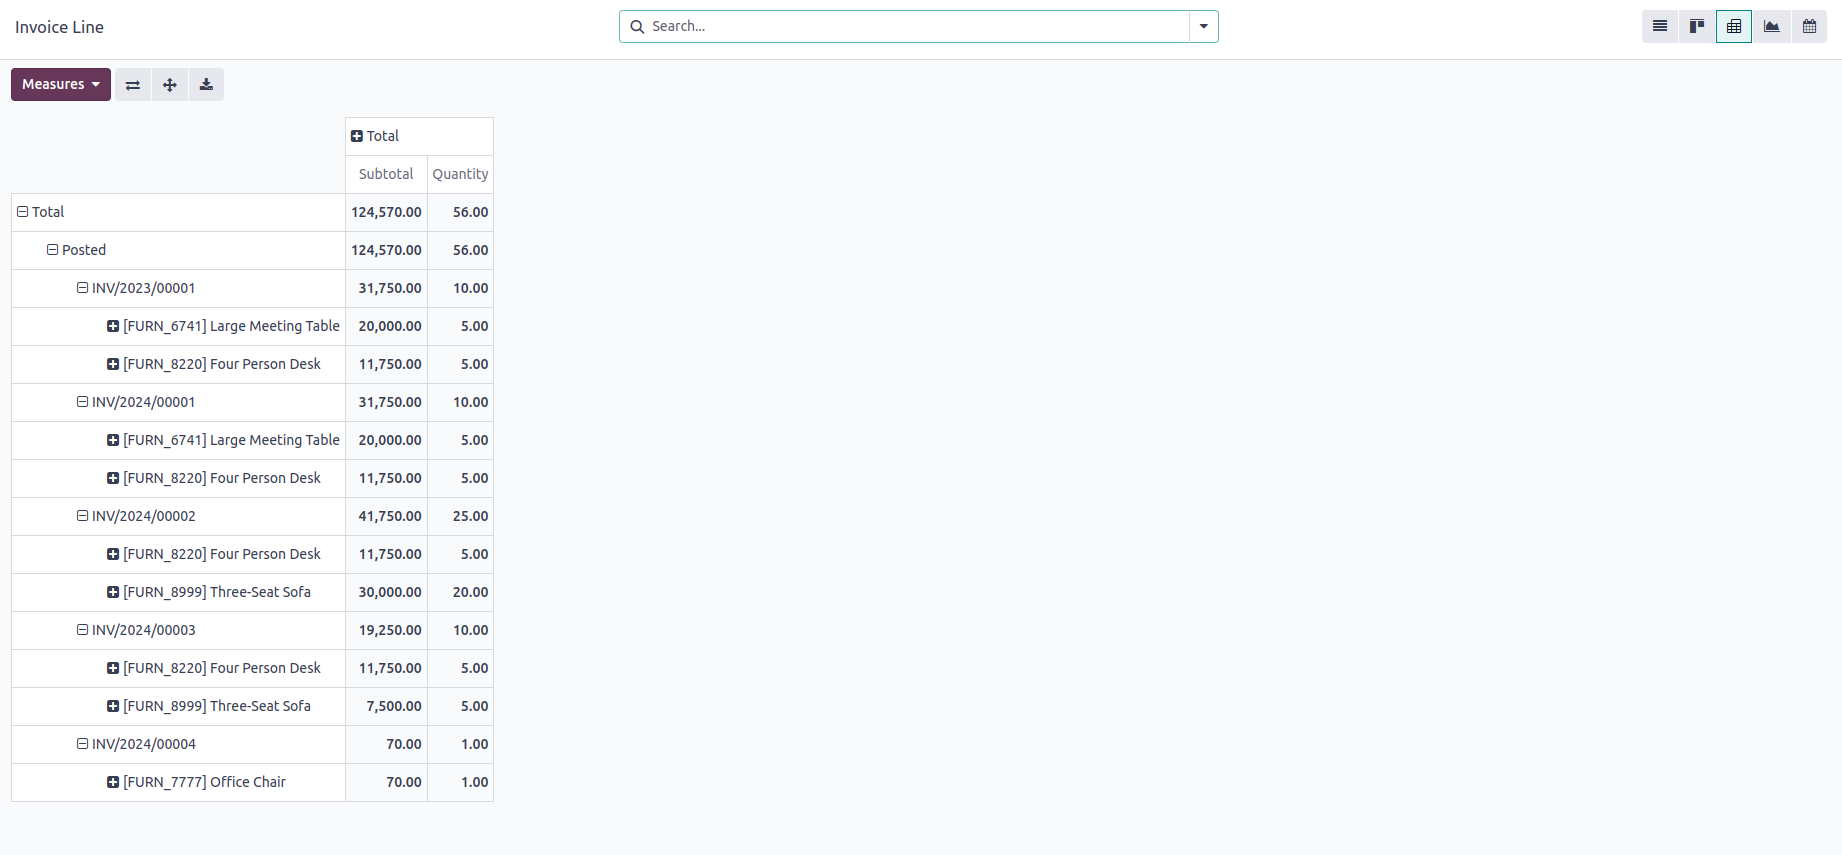 Invoice Line
Search...
Measures
Total
Subtotal Quantity
Total 124,570.00 56.00
Posted 124,570.00 56.00
INV/2023/00001 31,750.00 10.00
[FURN_6741] Large Meeting Table 20,000.00 5.00
[FURN_8220] Four Person Desk 11,750.00 5.00
INV/2024/00001 31,750.00 10.00
[FURN_6741] Large Meeting Table 20,000.00 5.00
[FURN_8220] Four Person Desk 11,750.00 5.00
INV/2024/00002 41,750.00 25.00
[FURN_8220] Four Person Desk 11,750.00 5.00
[FURN_8999] Three-Seat Sofa 30,000.00 20.00
INV/2024/00003 19,250.00 10.00
[FURN_8220] Four Person Desk 11,750.00 5.00
[FURN_8999] Three-Seat Sofa 7,500.00 5.00
INV/2024/00004 70.00 1.00
[FURN_7777] Office Chair 70.00 1.00